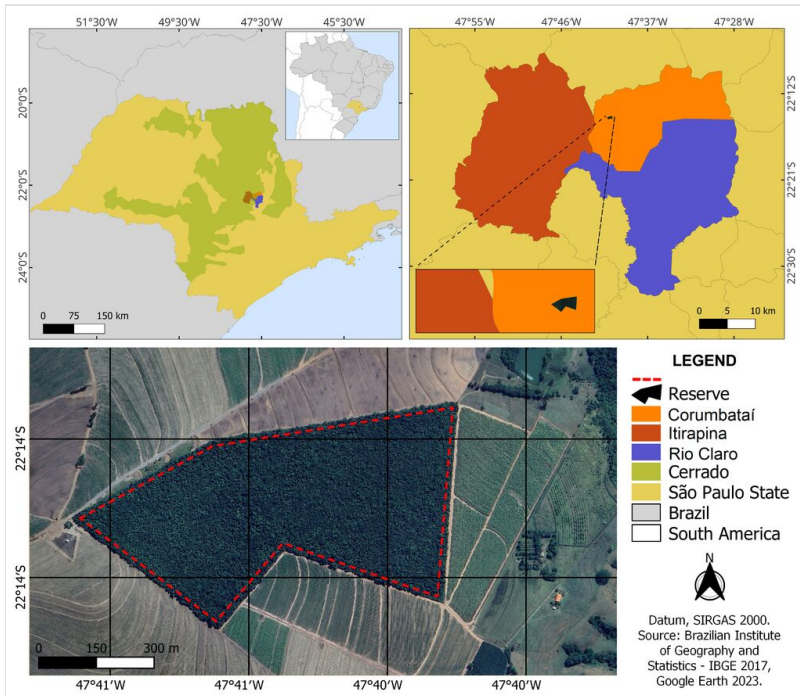 51°30'W 49°30'W 47°30'W 45°30'W
20°0'S
22°0'S
24°0'S
0 75 150 km
47°55'W 47°46'W 47°37'W 47°28'W
22°12'S
22°21'S
22°30'S
0 5 10 km
22°14'S
22°14'S
0 150 300 m
47°41'W 47°41'W 47°40'W 47°40'W
LEGEND
Reserve
Corumbataí
Itirapina
Rio Claro
Cerrado
São Paulo State
Brazil
South America
N
Datum, SIRGAS 2000.
Source: Brazilian Institute
of Geography and
Statistics - IBGE 2017,
Google Earth 2023.